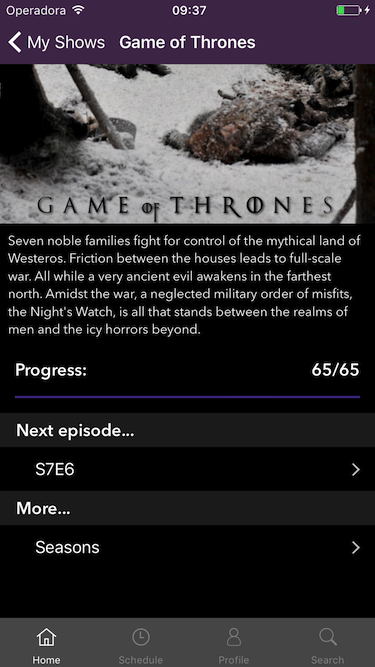 Operadora 09:37
My Shows Game of Thrones
GAME OF THRONES
Seven noble families fight for control of the mythical land of
Westeros. Friction between the houses leads to full-scale
war. All while a very ancient evil awakens in the farthest
north. Amidst the war, a neglected military order of misfits,
the Night's Watch, is all that stands between the realms of
men and the icy horrors beyond.
Progress: 65/65
Next episode...
S7E6
More...
Seasons
Home Schedule Profile Search